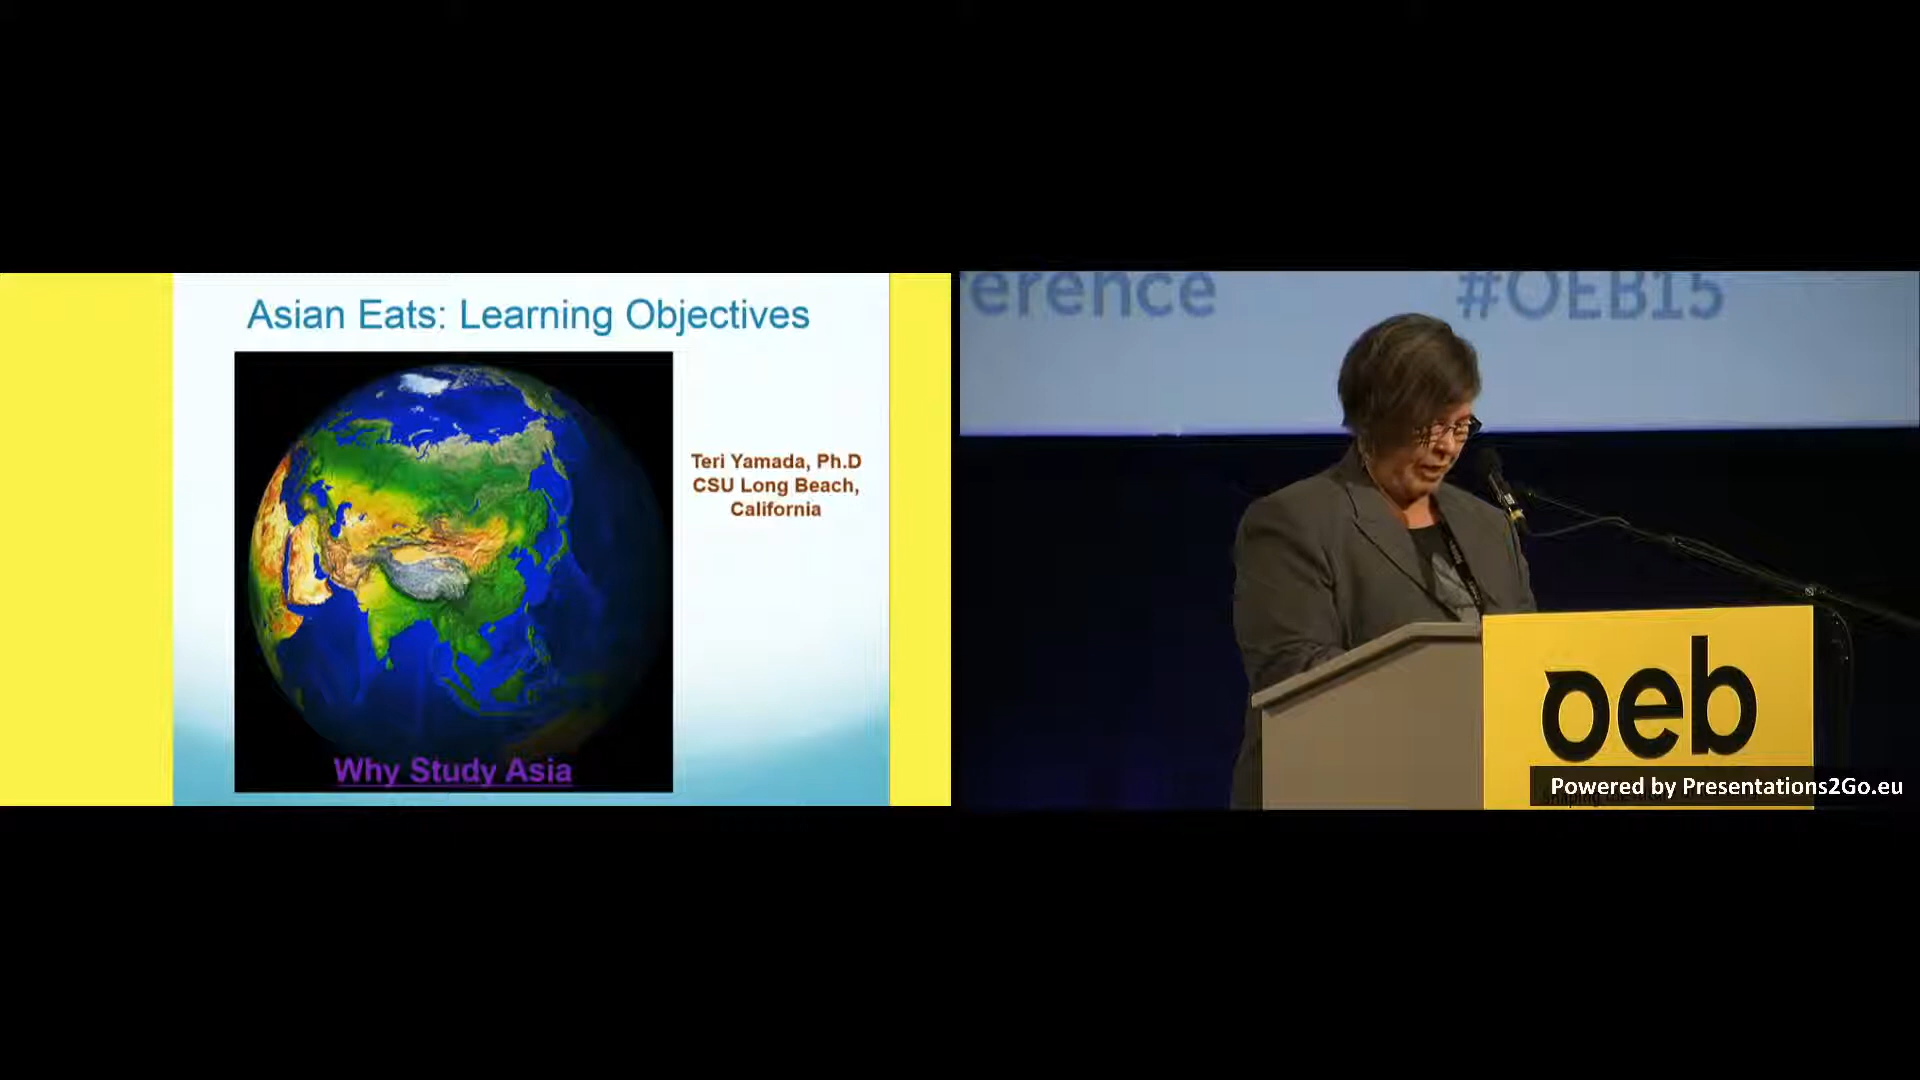 Asian Eats: Learning Objectives
Teri Yamada, Ph.D
CSU Long Beach,
California
Why Study Asia
erence #OEB15
oeb
Powered by Presentations2Go.eu